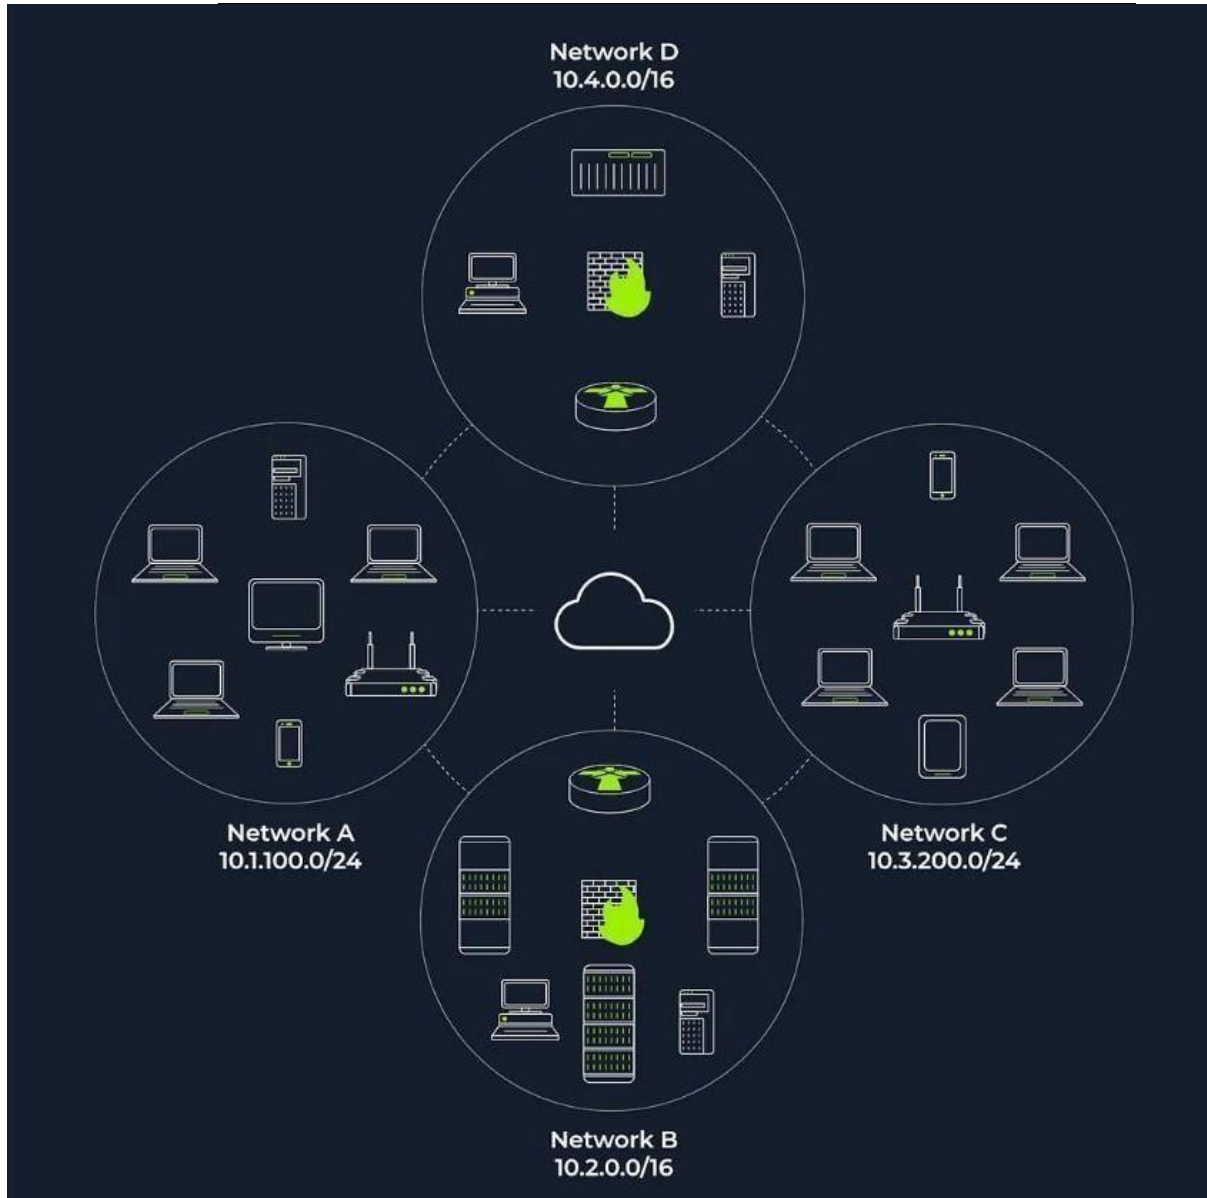 Network D
10.4.0.0/16
Network A
10.1.100.0/24
Network C
10.3.200.0/24
Network B
10.2.0.0/16